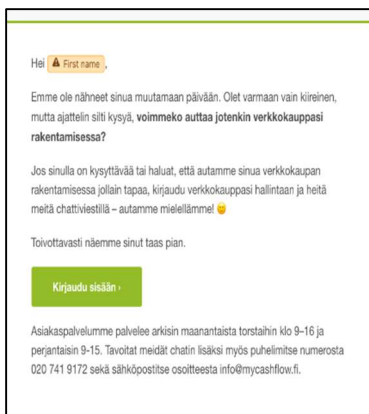 Hei First name ,
Emme ole nähneet sinua muutamaan päivään. Olet varmaan vain kiireinen,
mutta ajattelin silti kysyä, voimmeko auttaa jotenkin verkkokauppasi
rakentamisessa?
Jos sinulla on kysyttävää tai haluat, että autamme sinua verkkokaupan
rakentamisessa jollain tapaa, kirjaudu verkkokauppasi hallintaan ja heitä
meitä chattiviestillä – autamme mielellämme! 😊
Toivottavasti näemme sinut taas pian.
Kirjaudu sisään ›
Asiakaspalvelumme palvelee arkisin maanantaista torstaihin klo 9–16 ja
perjantaisin 9-15. Tavoitat meidät chatin lisäksi myös puhelimitse numerosta
020 741 9172 sekä sähköpostitse osoitteesta info@mycashflow.fi.